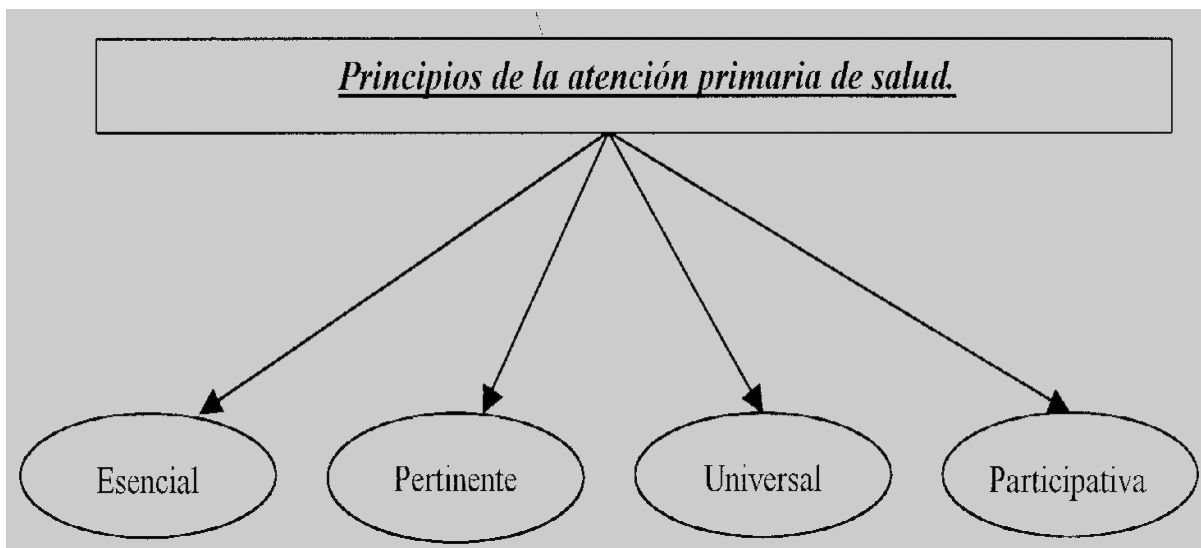 Principios de la atención primaria de salud.
Esencial
Pertinente
Universal
Participativa